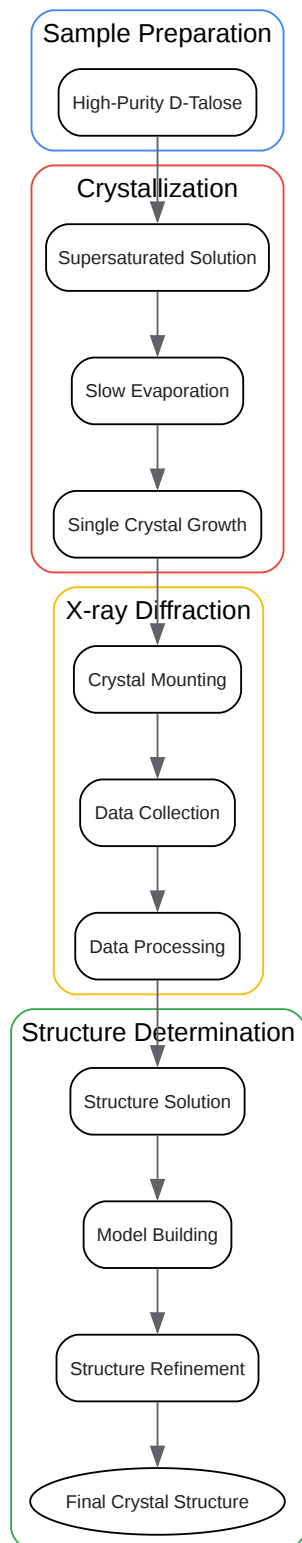 Sample Preparation
High-Purity D-Talose
Crystallization
Supersaturated Solution
Slow Evaporation
Single Crystal Growth
X-ray Diffraction
Crystal Mounting
Data Collection
Data Processing
Structure Determination
Structure Solution
Model Building
Structure Refinement
Final Crystal Structure